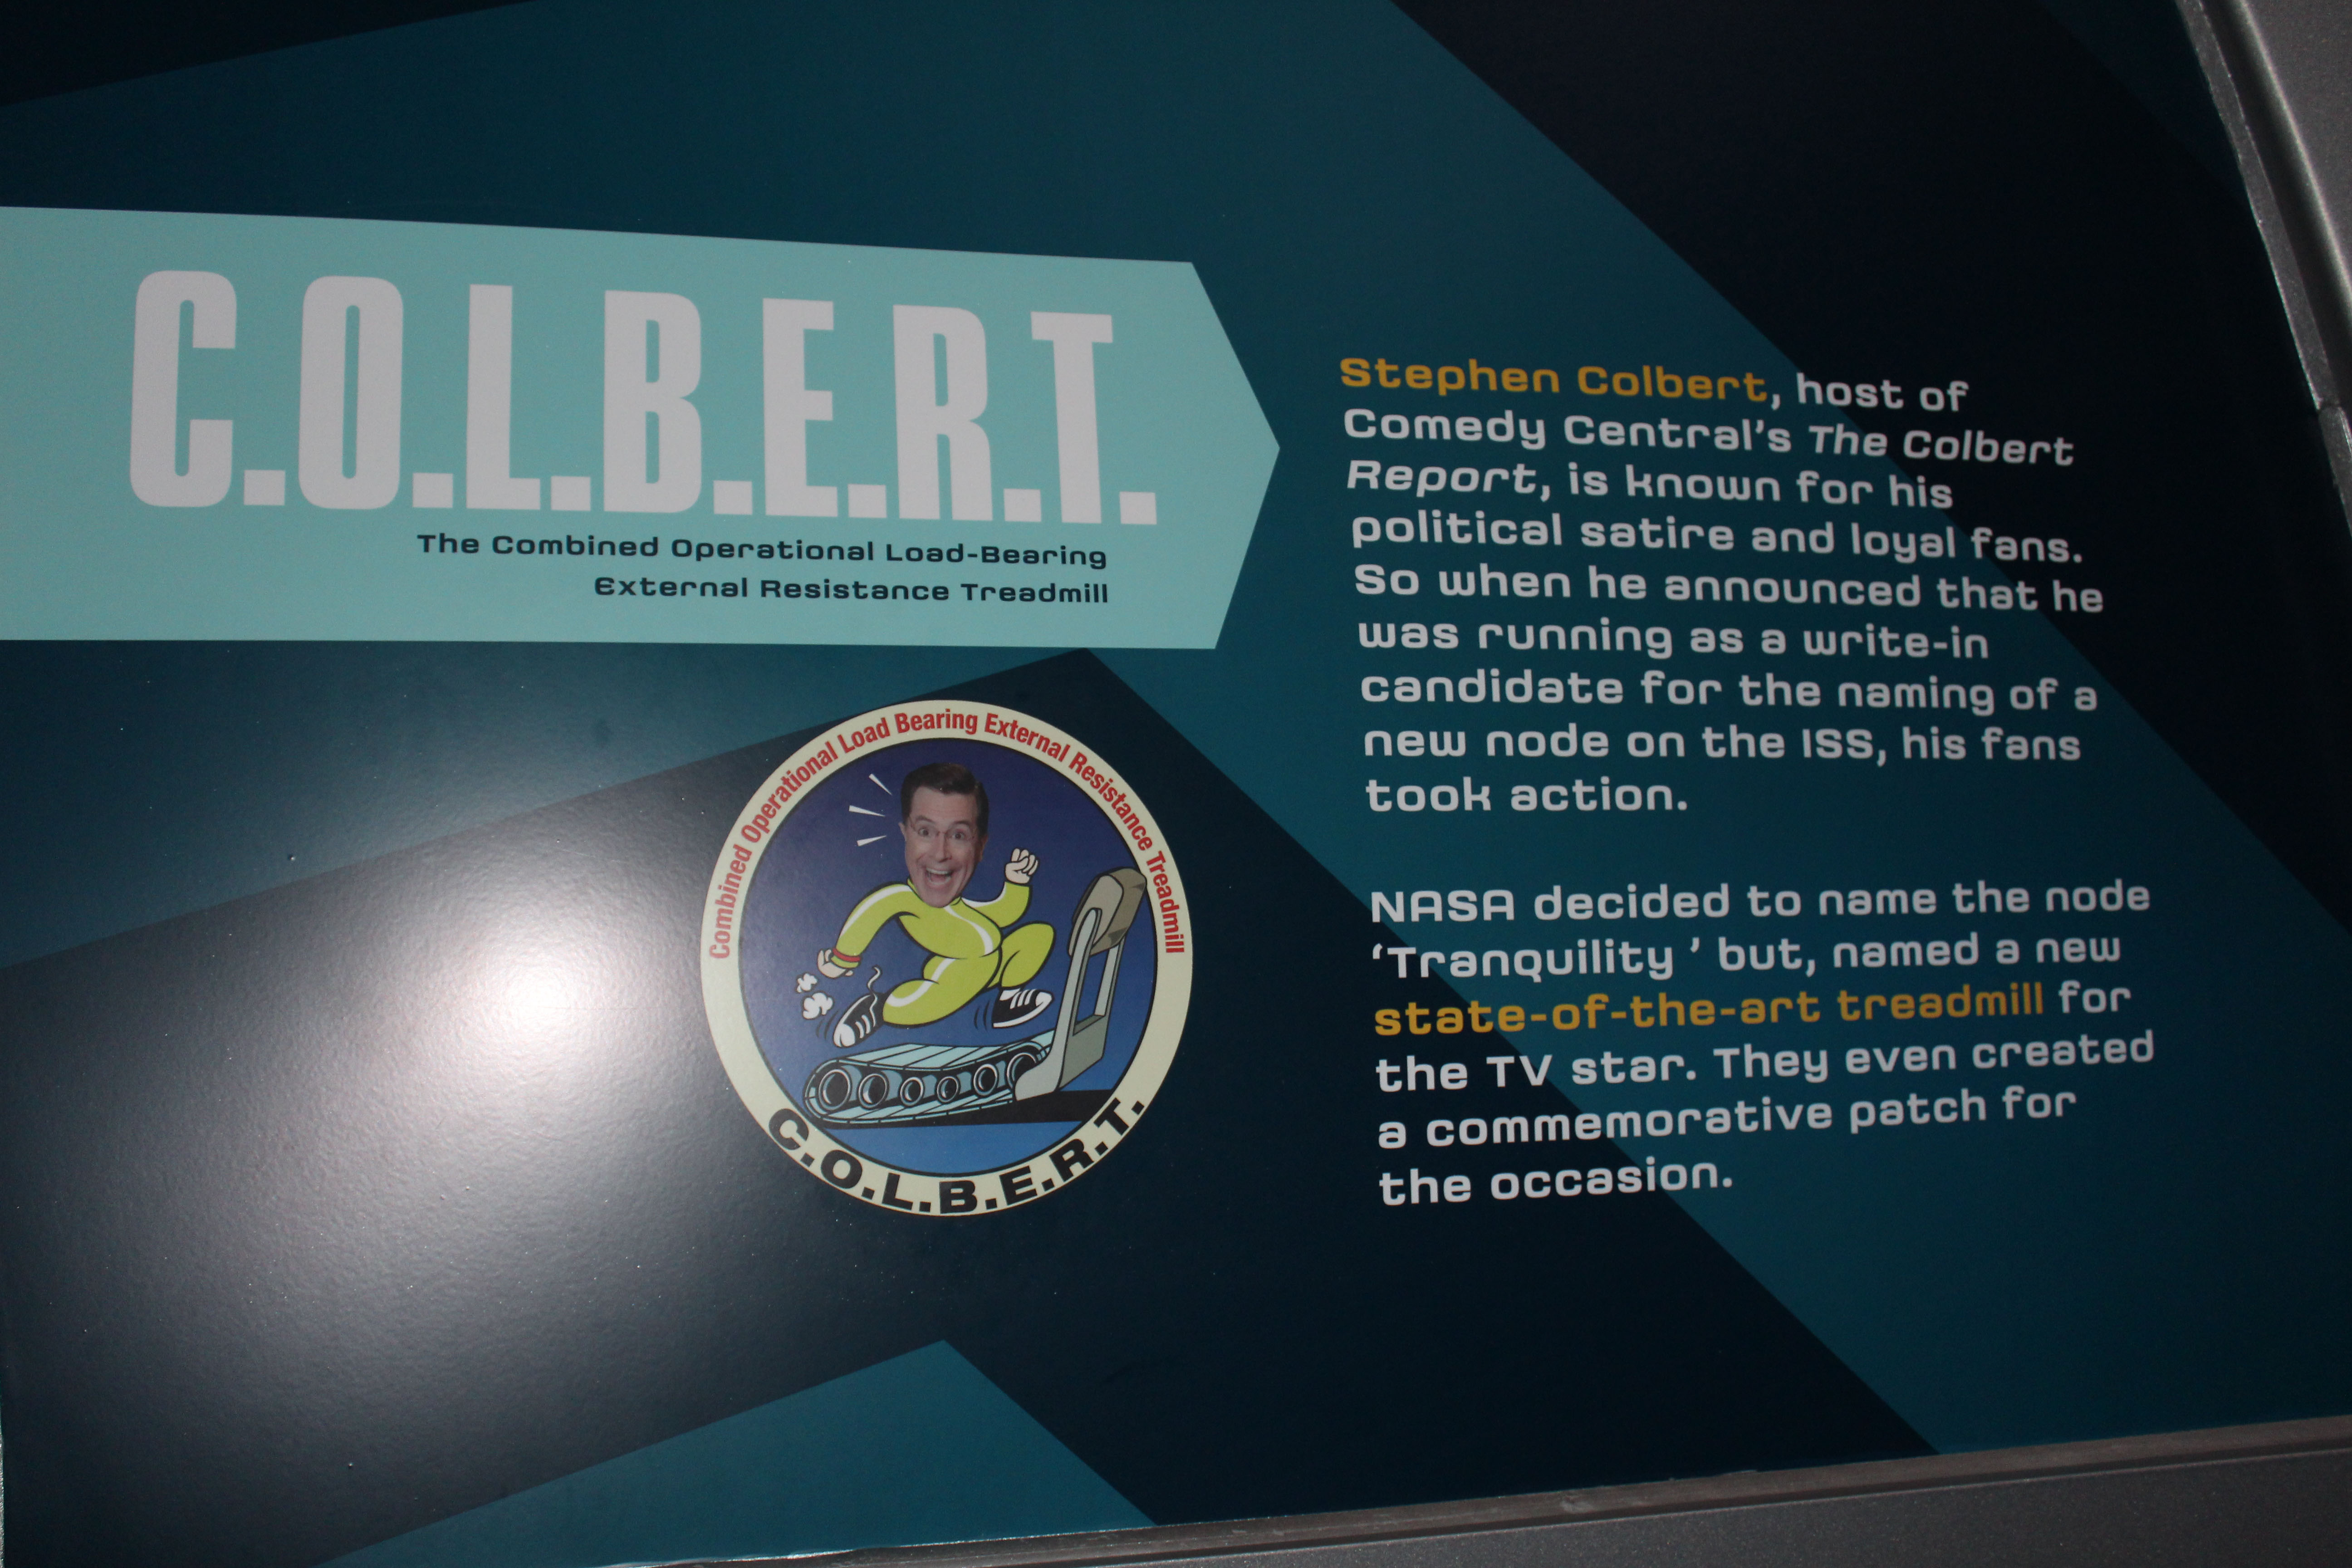 C.O.L.B.E.R.T.
The Combined Operational Load-Bearing
External Resistance Treadmill
Combined Operational Load Bearing External Resistance Treadmill
C.O.L.B.E.R.T.
Stephen Colbert, host of
Comedy Central's The Colbert
Report, is known for his
political satire and loyal fans.
So when he announced that he
was running as a write-in
candidate for the naming of a
new node on the ISS, his fans
took action.
NASA decided to name the node
‘Tranquility ’ but, named a new
state-of-the-art treadmill for
the TV star. They even created
a commemorative patch for
the occasion.